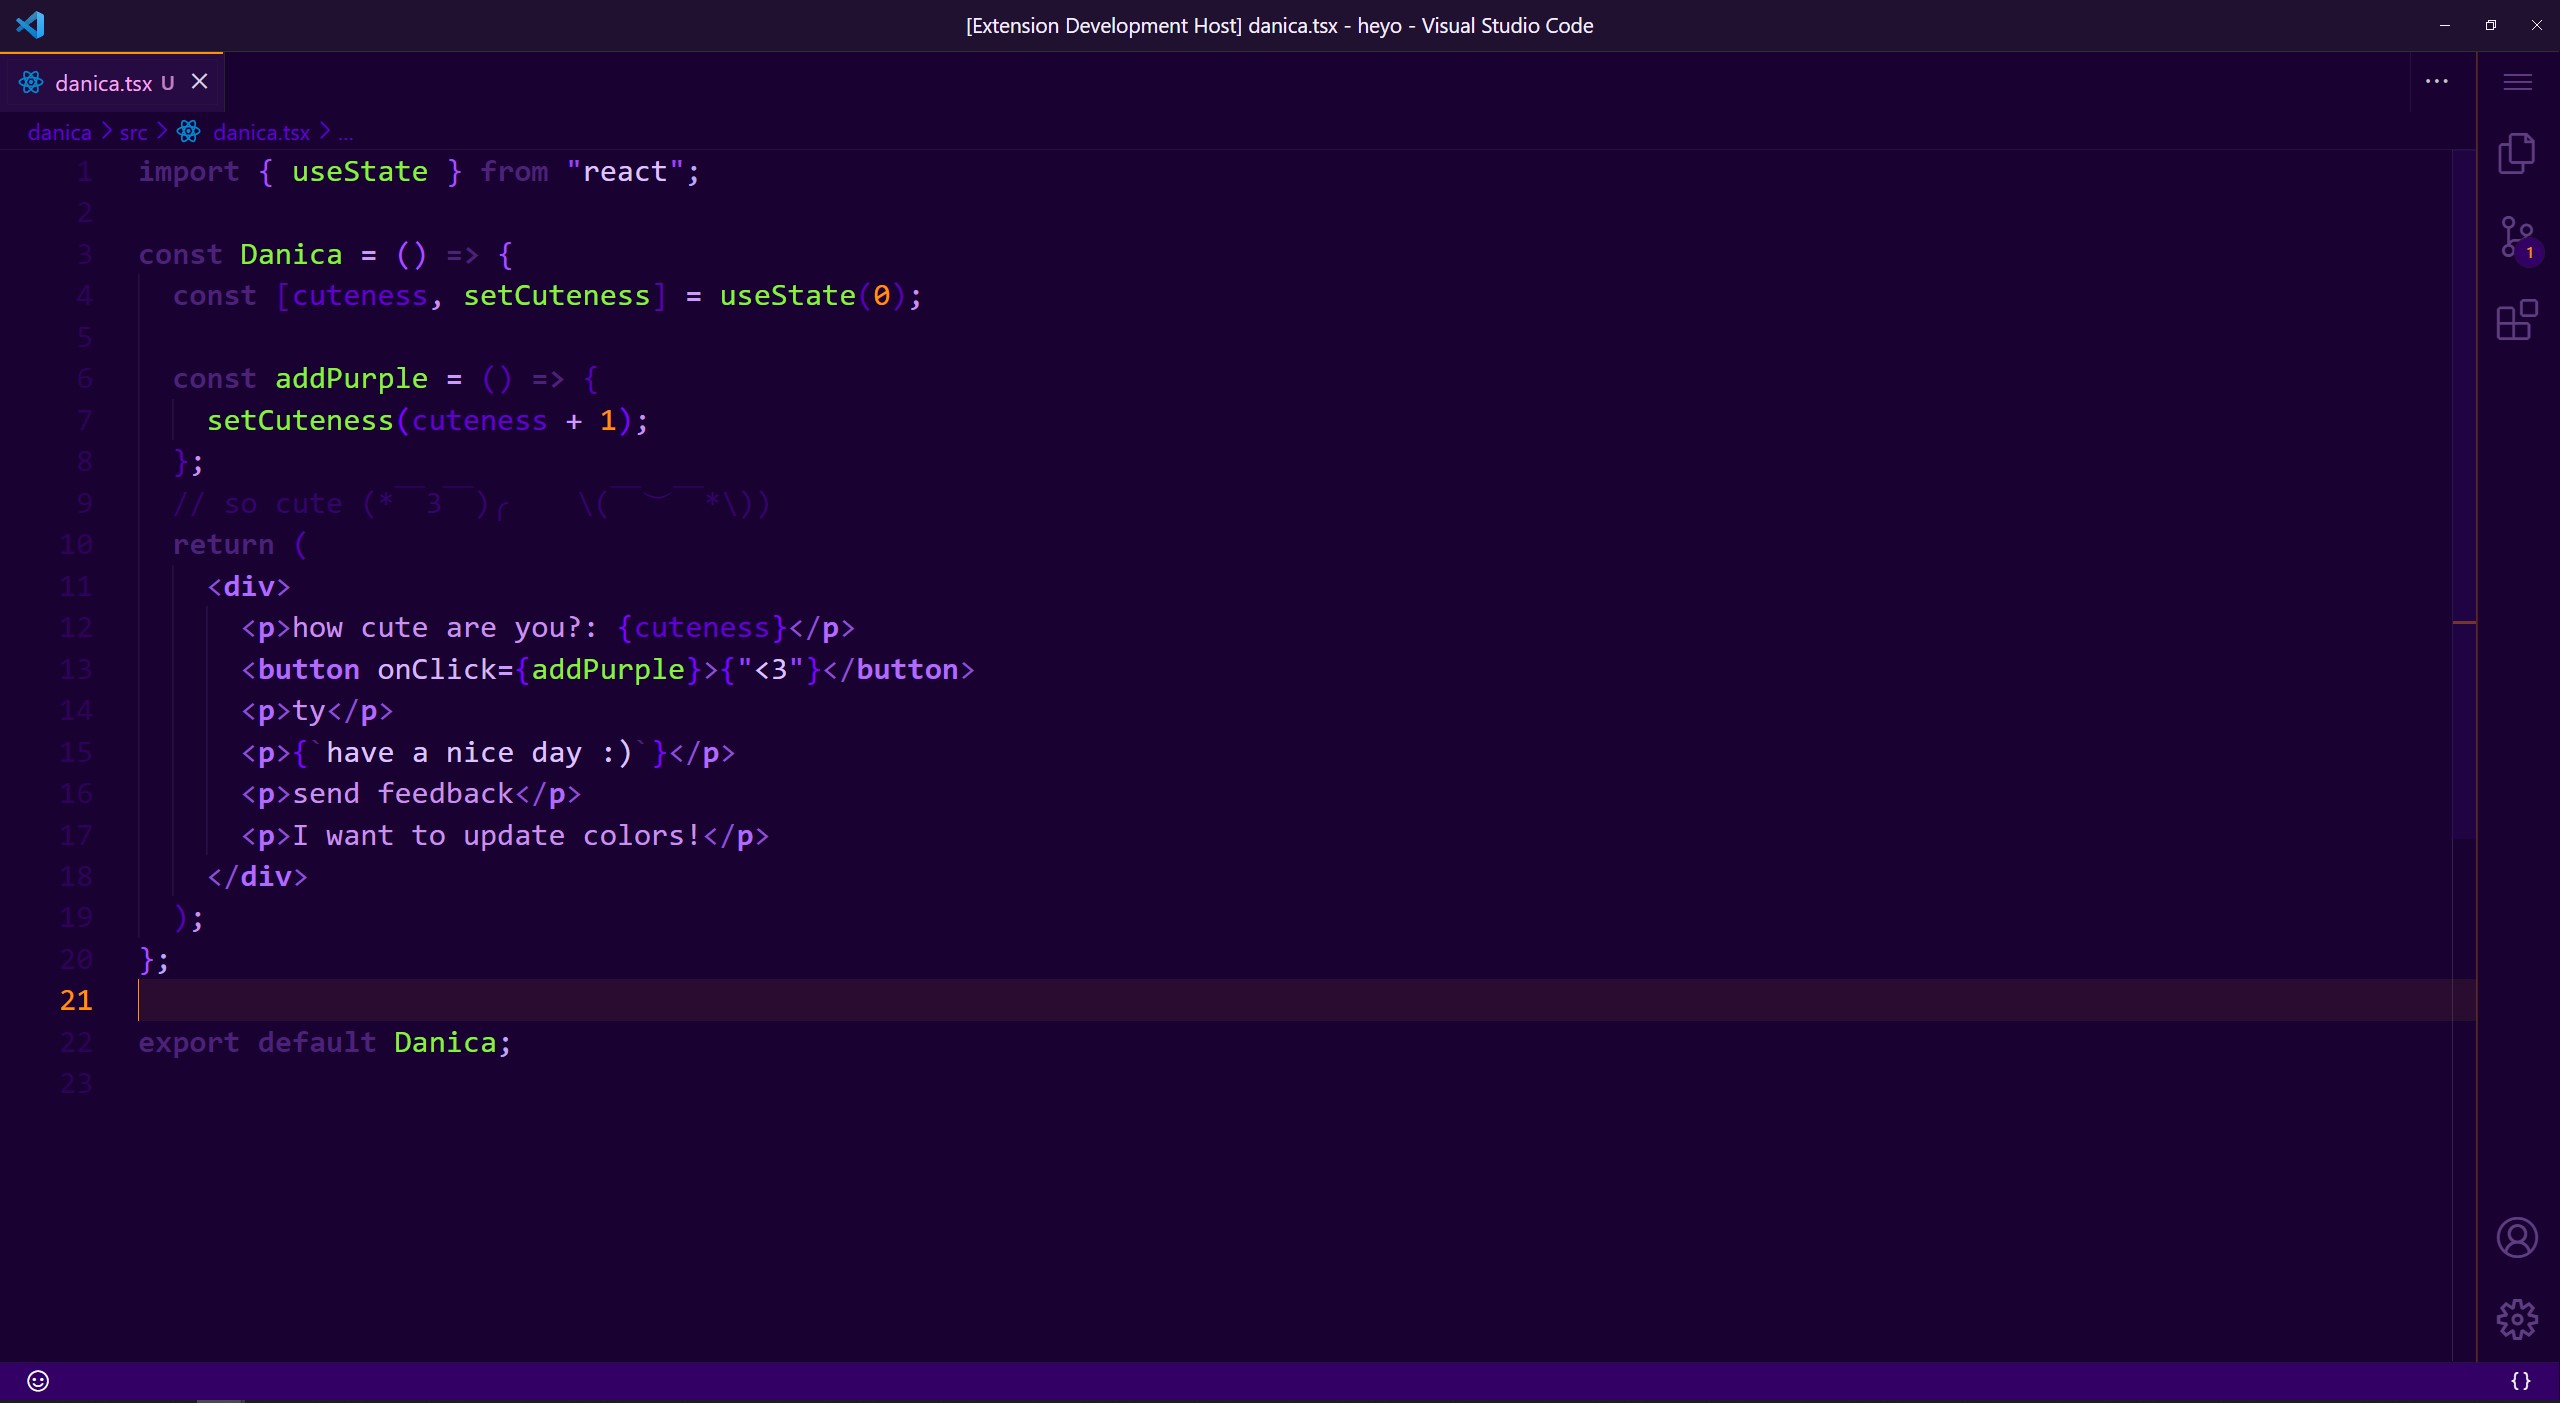 [Extension Development Host] danica.tsx - heyo - Visual Studio Code
danica.tsx U
danica > src > danica.tsx > ...
1 import { useState } from "react";
2
3 const Danica = () => {
4 const [cuteness, setCuteness] = useState(0);
5
6 const addPurple = () => {
7 setCuteness(cuteness + 1);
8 };
9 // so cute (*￣3￣)╭    \(￣︶￣*\))
10 return (
11 <div>
12 <p>how cute are you?: {cuteness}</p>
13 <button onClick={addPurple}>{"<3"}</button>
14 <p>ty</p>
15 <p>{`have a nice day :)`}</p>
16 <p>send feedback</p>
17 <p>I want to update colors!</p>
18 </div>
19 );
20 };
21
22 export default Danica;
23
1
{}